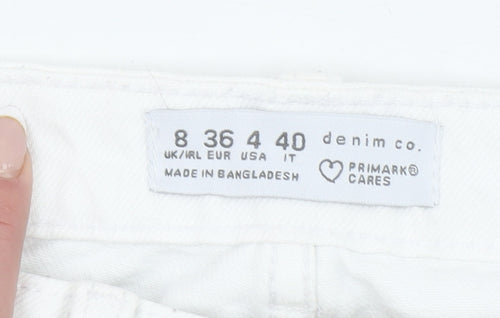 8 36 4 40 denim co.
UK/IRL EUR USA IT
PRIMARK®
MADE IN BANGLADESH CARES